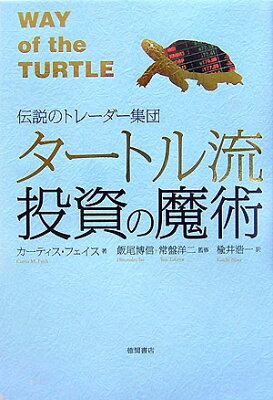 WAY
of the
TURTLE
伝説のトレーダー集団
タートル流
投資の魔術
カーティス・フェイス 著
飯尾博信+常盤洋二 監修
楡井浩一 訳
徳間書店